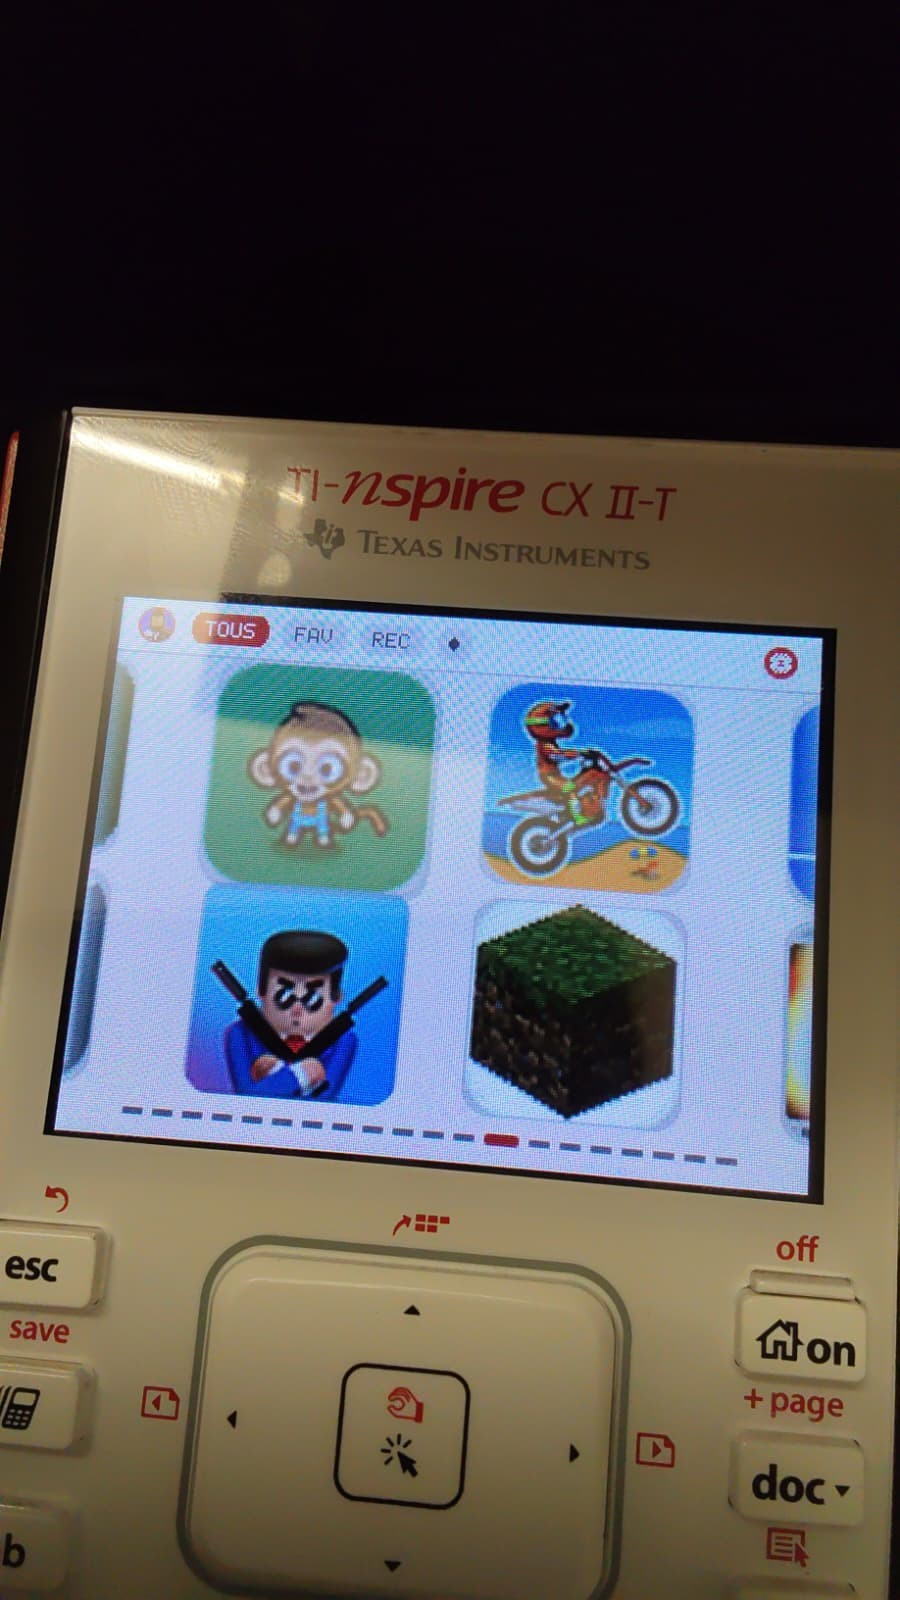 TI-nspire CX II-T
TEXAS INSTRUMENTS
TOUS FAV REC
esc
save
off
on
+ page
doc
b